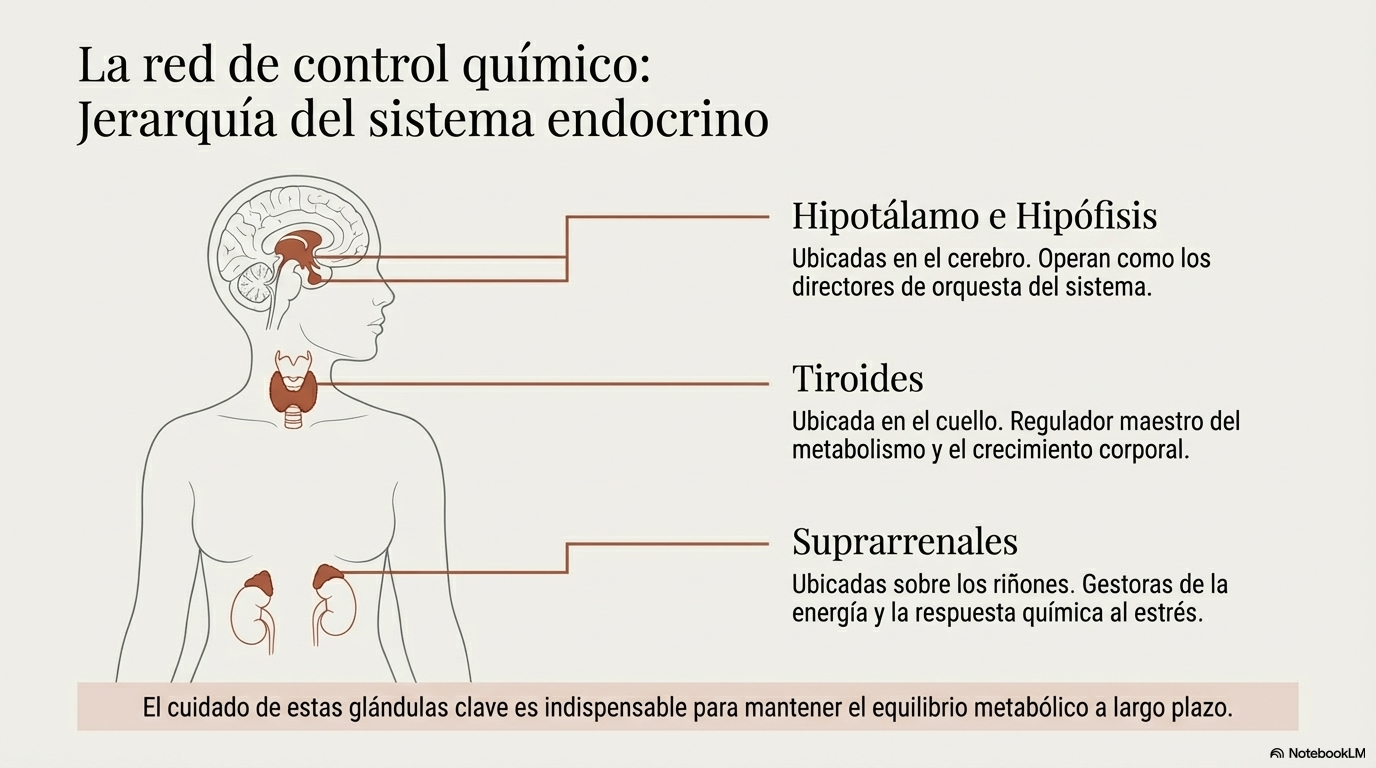 La red de control químico:
Jerarquía del sistema endocrino
Hipotálamo e Hipófisis
Ubicadas en el cerebro. Operan como los
directores de orquesta del sistema.
Tiroides
Ubicada en el cuello. Regulador maestro del
metabolismo y el crecimiento corporal.
Suprarrenales
Ubicadas sobre los riñones. Gestoras de la
energía y la respuesta química al estrés.
El cuidado de estas glándulas clave es indispensable para mantener el equilibrio metabólico a largo plazo.
NotebookLM